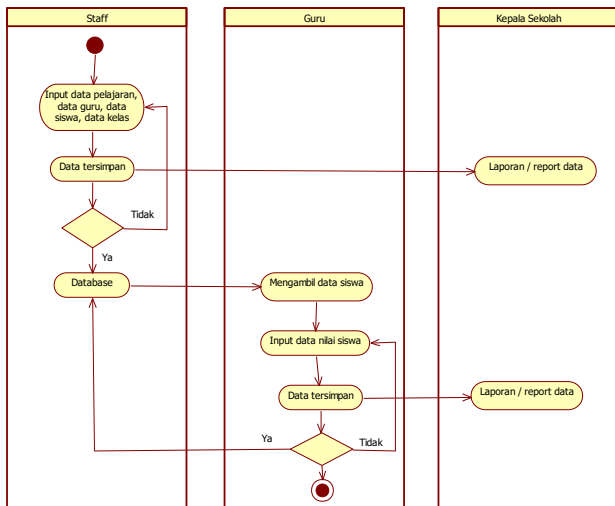 Staff
Guru
Kepala Sekolah
Input data pelajaran,
data guru, data
siswa, data kelas
Data tersimpan
Laporan / report data
Tidak
Ya
Database
Mengambil data siswa
Input data nilai siswa
Data tersimpan
Laporan / report data
Ya
Tidak